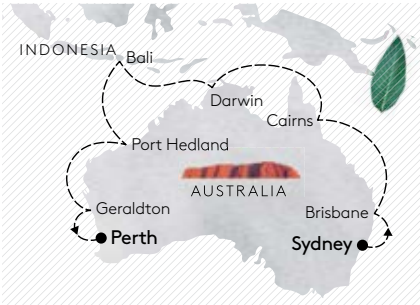 INDONESIA
Bali
Darwin
Cairns
Port Hedland
AUSTRALIA
Geraldton
Brisbane
Perth
Sydney